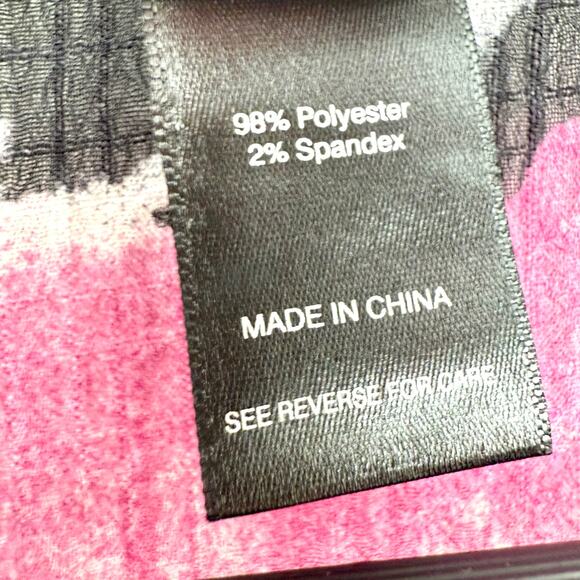 98% Polyester
2% Spandex
MADE IN CHINA
SEE REVERSE FOR CARE